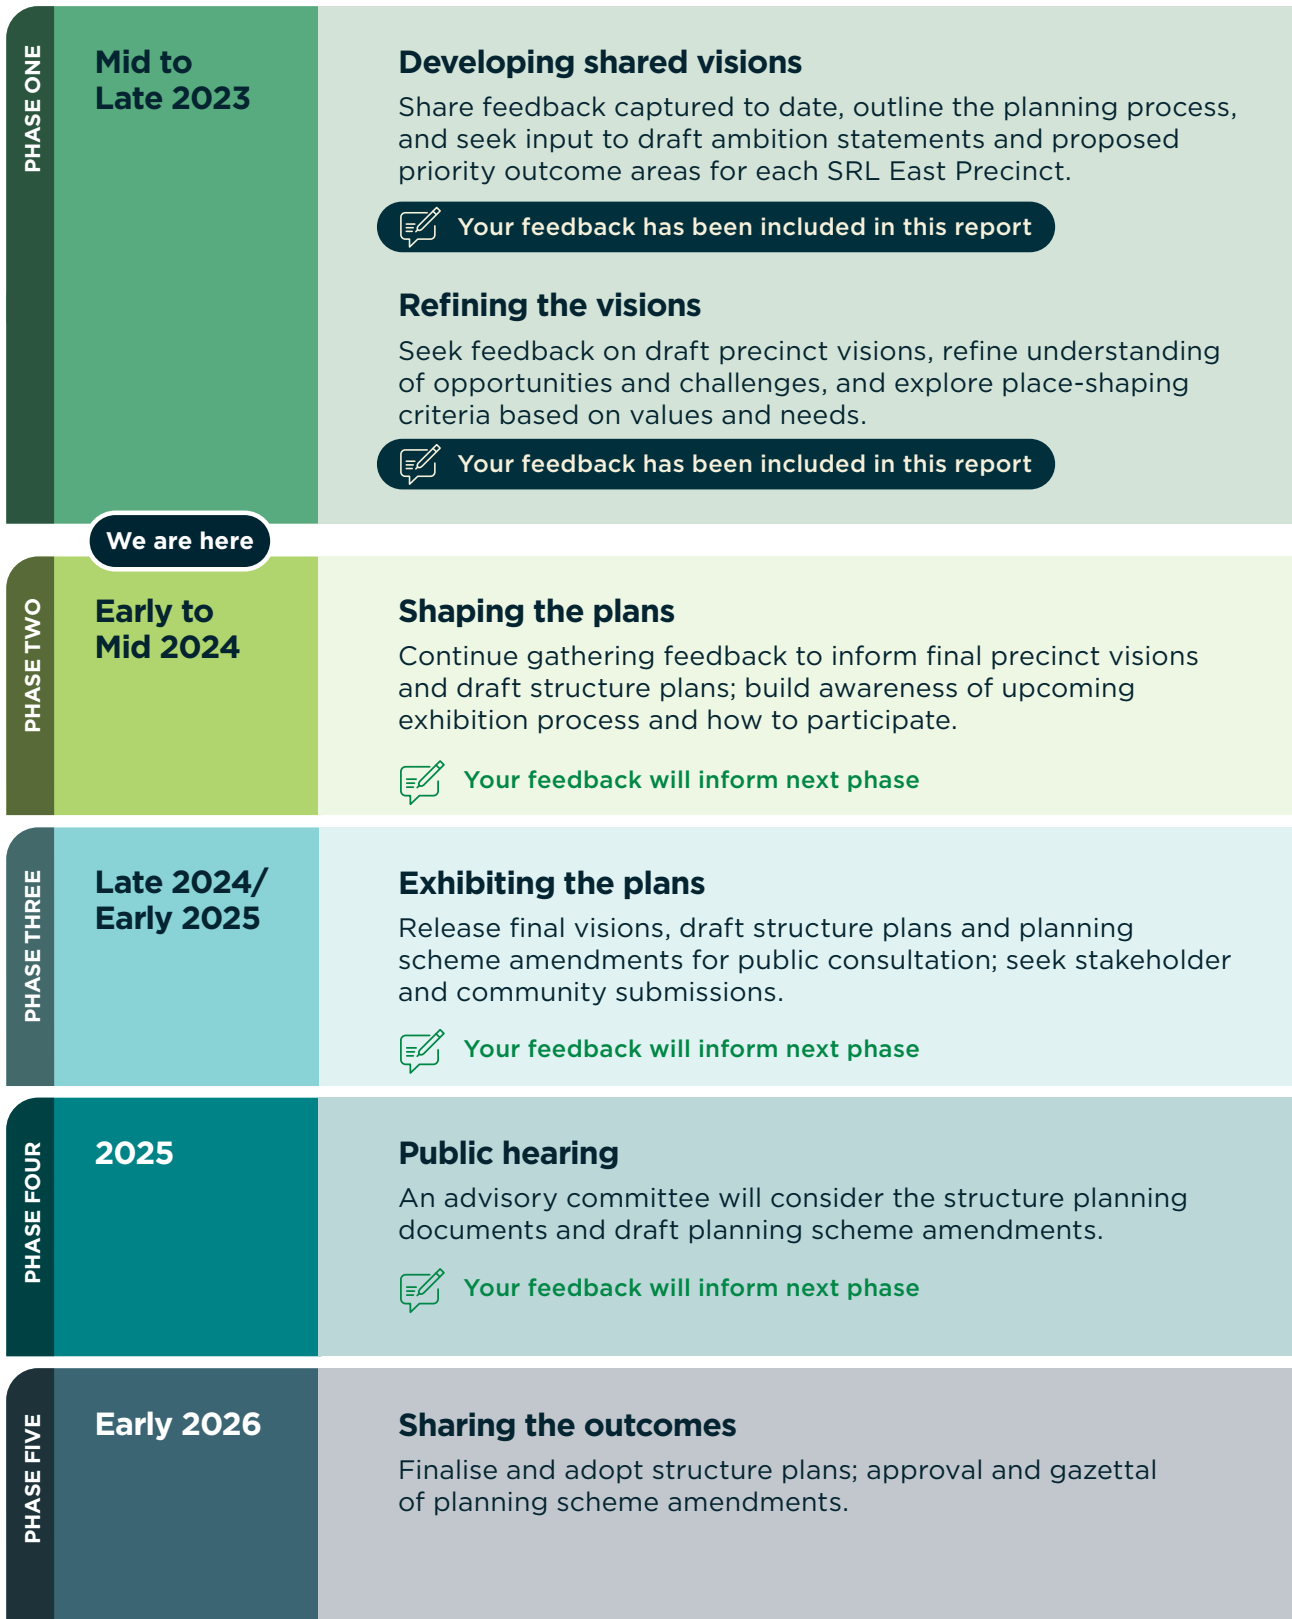 PHASE ONE
Mid to
Late 2023
Developing shared visions
Share feedback captured to date, outline the planning process,
and seek input to draft ambition statements and proposed
priority outcome areas for each SRL East Precinct.
Your feedback has been included in this report
Refining the visions
Seek feedback on draft precinct visions, refine understanding
of opportunities and challenges, and explore place-shaping
criteria based on values and needs.
Your feedback has been included in this report
We are here
PHASE TWO
Early to
Mid 2024
Shaping the plans
Continue gathering feedback to inform final precinct visions
and draft structure plans; build awareness of upcoming
exhibition process and how to participate.
Your feedback will inform next phase
PHASE THREE
Late 2024/
Early 2025
Exhibiting the plans
Release final visions, draft structure plans and planning
scheme amendments for public consultation; seek stakeholder
and community submissions.
Your feedback will inform next phase
PHASE FOUR
2025
Public hearing
An advisory committee will consider the structure planning
documents and draft planning scheme amendments.
Your feedback will inform next phase
PHASE FIVE
Early 2026
Sharing the outcomes
Finalise and adopt structure plans; approval and gazettal
of planning scheme amendments.